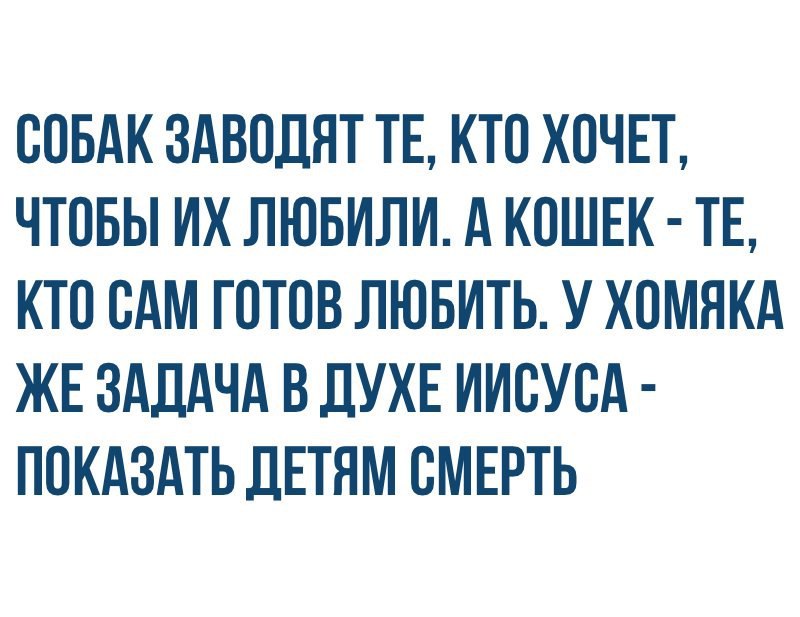 СОБАК ЗАВОДЯТ ТЕ, КТО ХОЧЕТ,
ЧТОБЫ ИХ ЛЮБИЛИ. А КОШЕК - ТЕ,
КТО САМ ГОТОВ ЛЮБИТЬ. У ХОМЯКА
ЖЕ ЗАДАЧА В ДУХЕ ИИСУСА -
ПОКАЗАТЬ ДЕТЯМ СМЕРТЬ